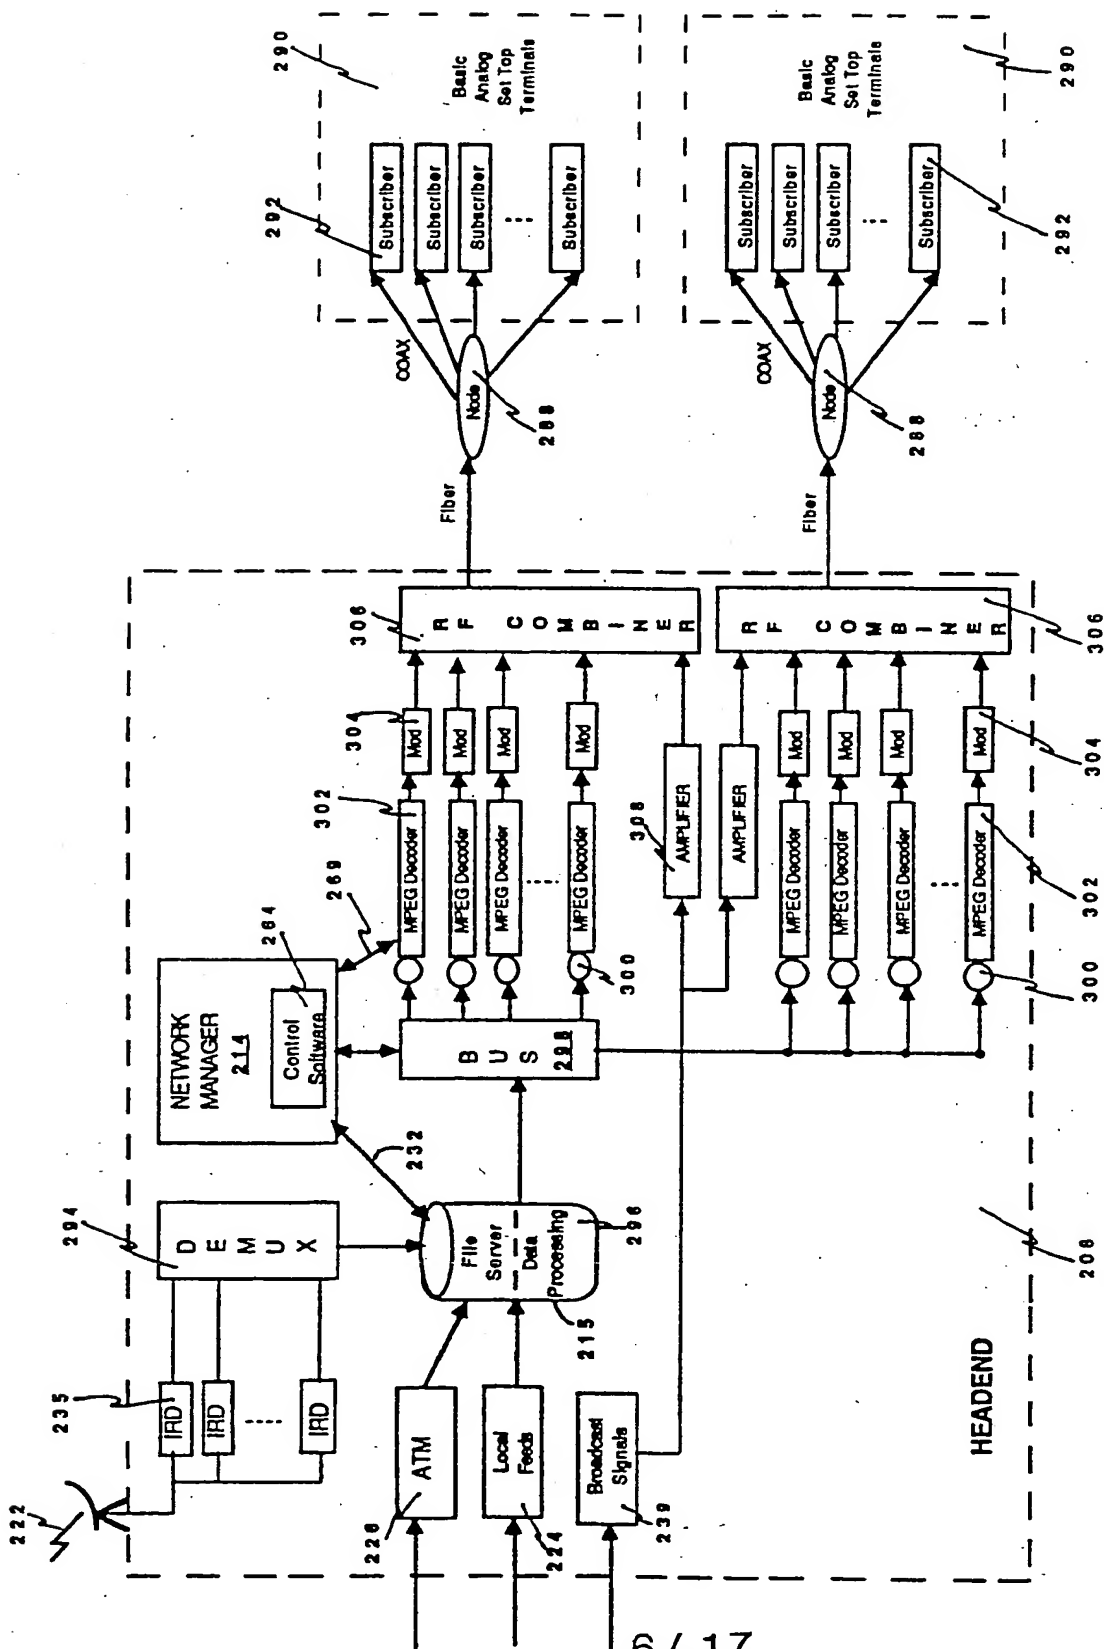 222
235
IRD
IRD
IRD
294
D
E
M
U
X
226
ATM
224
Local
Feeds
239
Broadcast
Signals
File
Server
Data
Processing
215
296
232
NETWORK
MANAGER
214
Control
Software
264
269
B
U
S
298
302
304
306
MPEG Decoder
Mod
MPEG Decoder
Mod
MPEG Decoder
Mod
MPEG Decoder
Mod
300
R
F
C
O
M
B
I
N
E
R
308
AMPLIFIER
AMPLIFIER
R
F
C
O
M
B
I
N
E
R
MPEG Decoder
Mod
MPEG Decoder
Mod
MPEG Decoder
Mod
MPEG Decoder
Mod
300
302
304
306
HEADEND
208
Fiber
Node
288
COAX
292
Subscriber
Subscriber
Subscriber
Subscriber
290
Basic
Analog
Set Top
Terminals
Fiber
Node
288
COAX
Subscriber
Subscriber
Subscriber
Subscriber
292
Basic
Analog
Set Top
Terminals
290
6 / 17